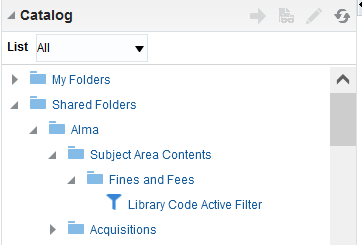 Catalog
List All
My Folders
Shared Folders
Alma
Subject Area Contents
Fines and Fees
Library Code Active Filter
Acquisitions